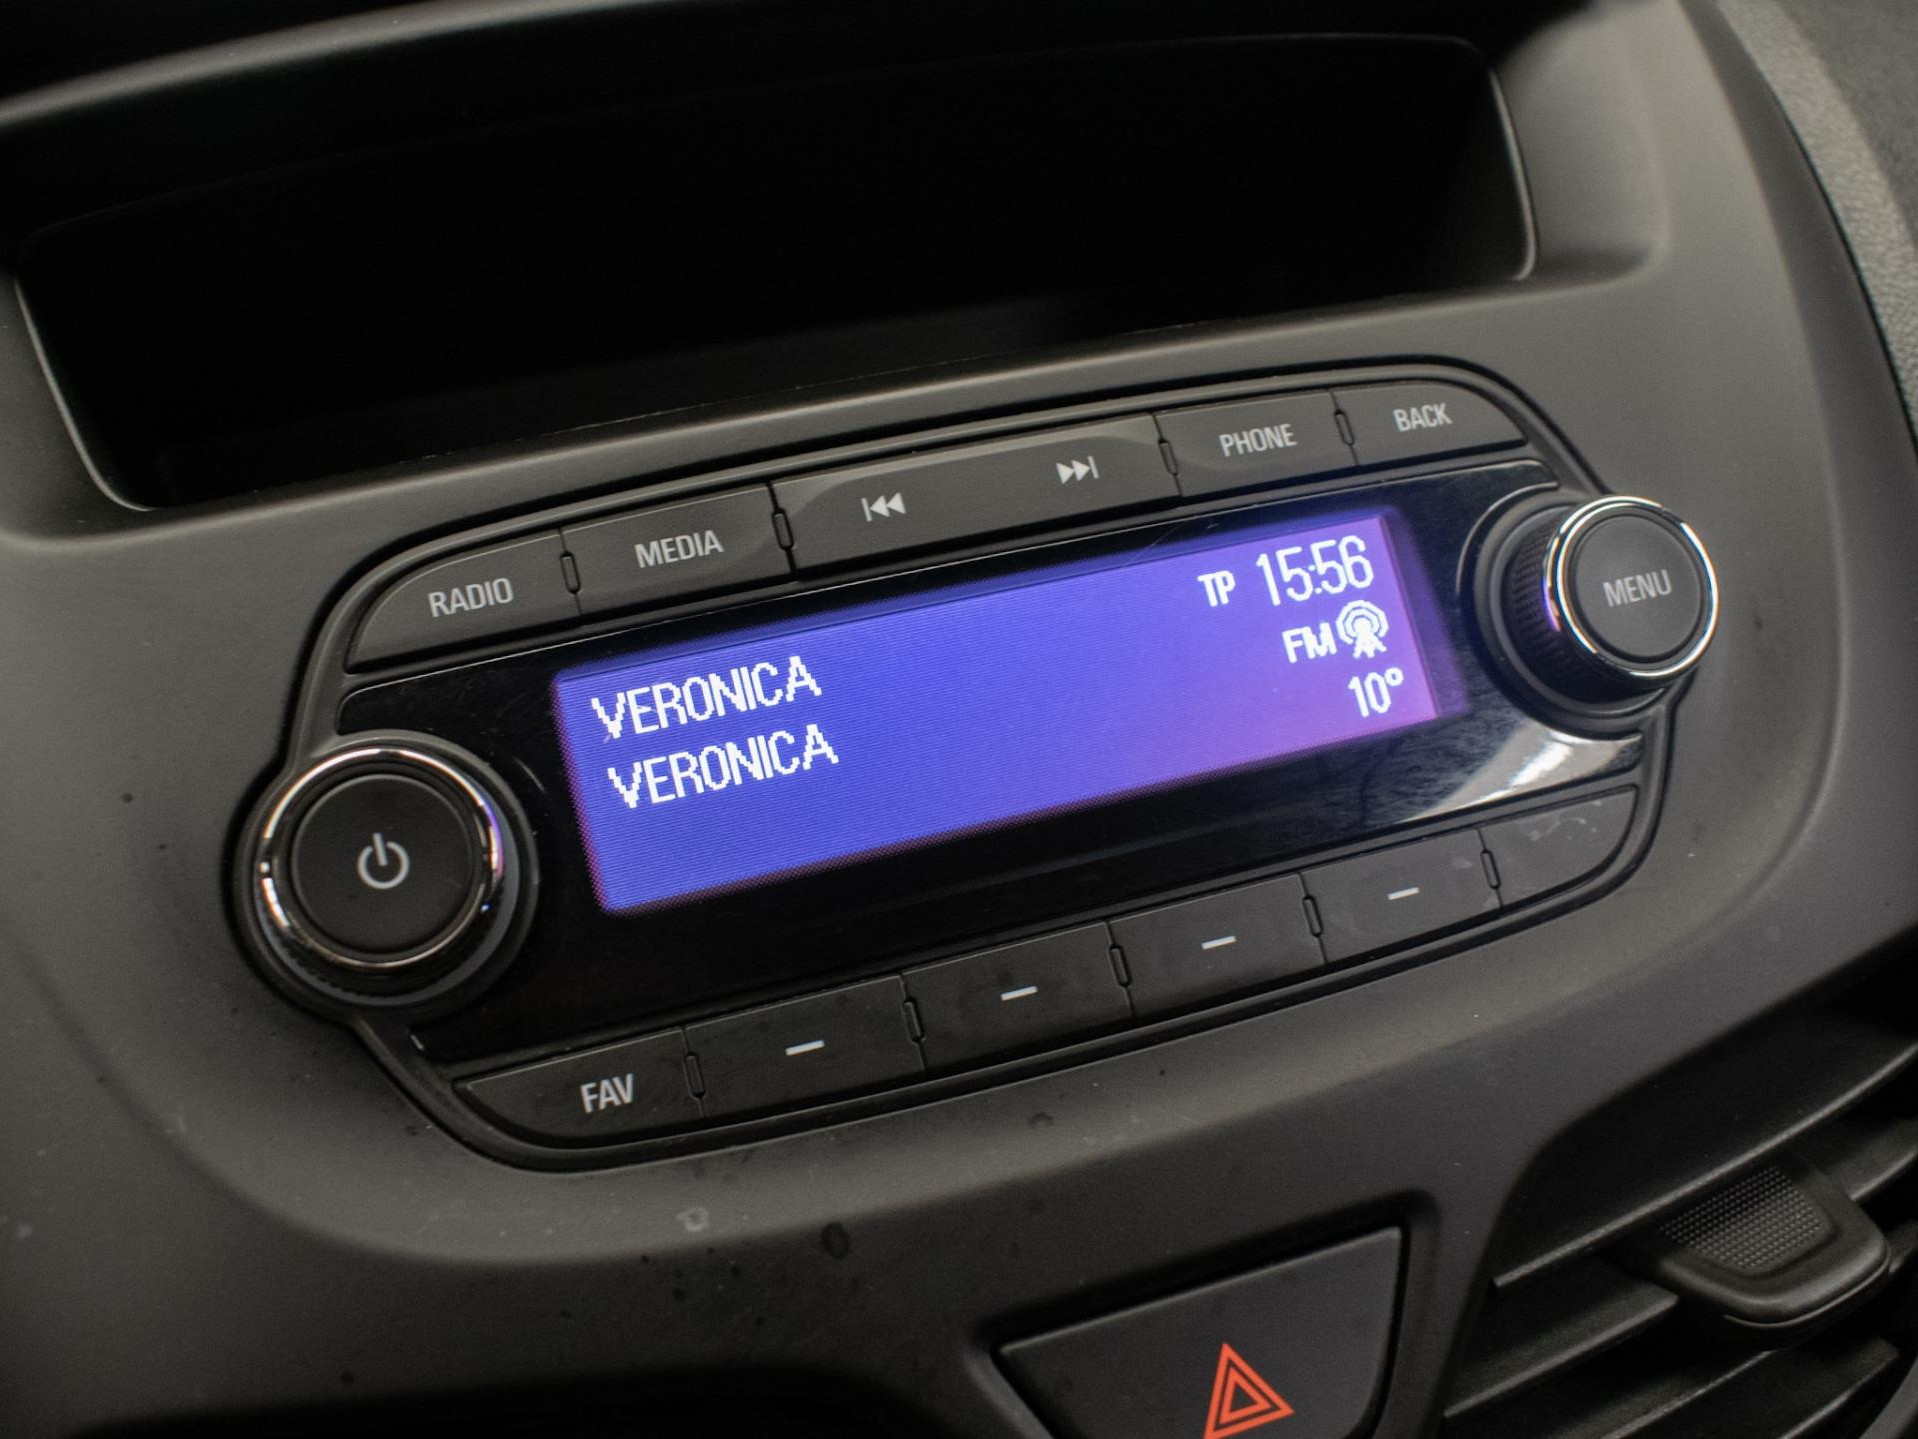 RADIO MEDIA PHONE BACK
TP 15:56
FM
10°
VERONICA
VERONICA
MENU
FAV